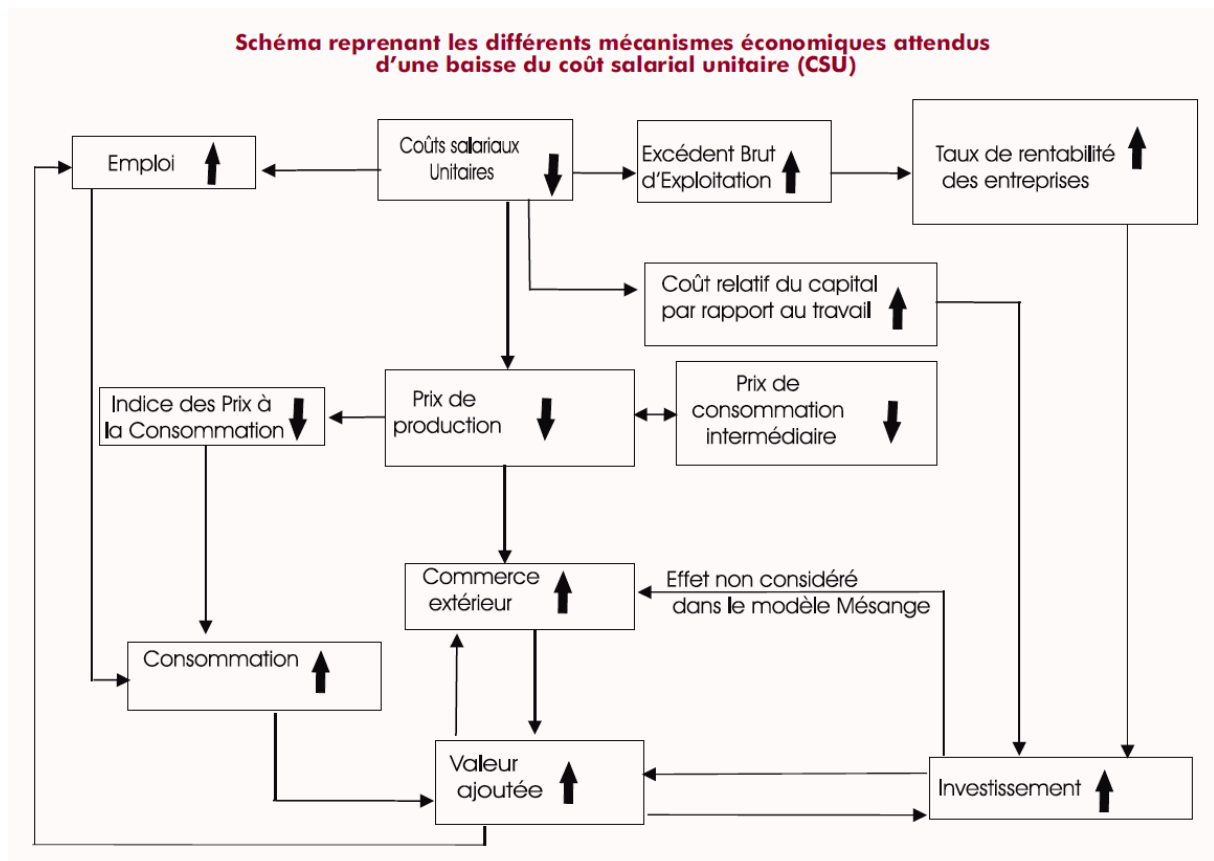 Schéma reprenant les différents mécanismes économiques attendus
d'une baisse du coût salarial unitaire (CSU)
Emploi
Coûts salariaux
Unitaires
Excédent Brut
d'Exploitation
Taux de rentabilité
des entreprises
Coût relatif du capital
par rapport au travail
Indice des Prix à
la Consommation
Prix de
production
Prix de
consommation
intermédiaire
Commerce
extérieur
Effet non considéré
dans le modèle Mésange
Consommation
Valeur
ajoutée
Investissement